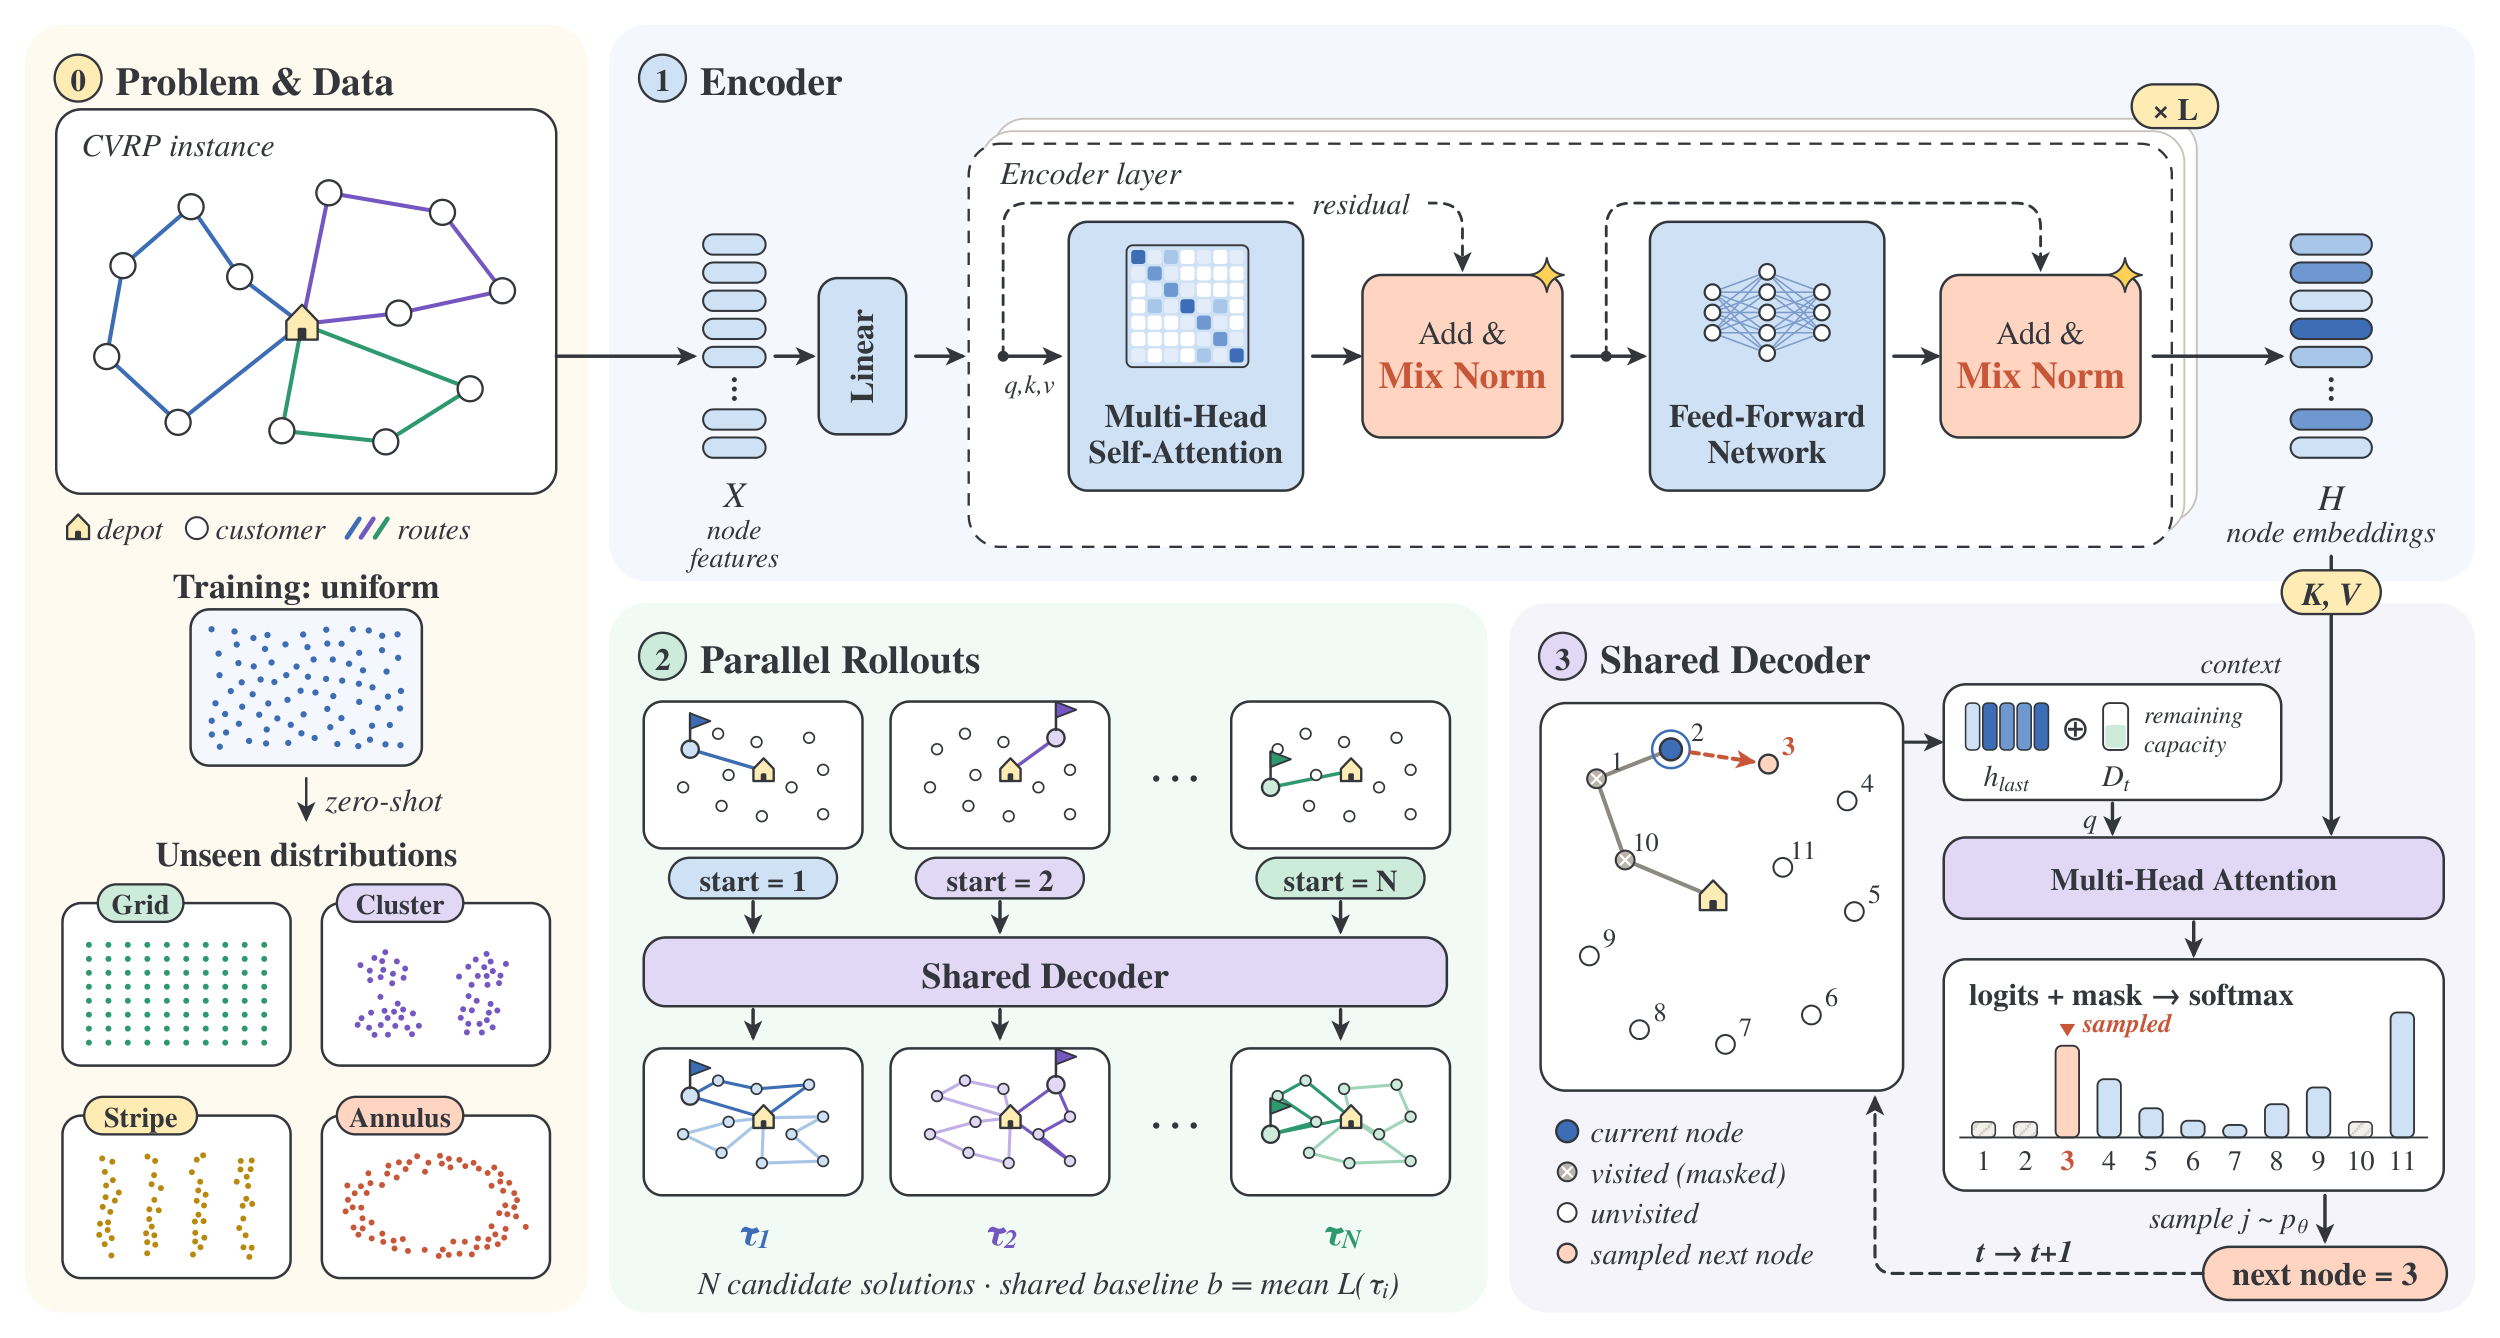 0 Problem & Data
CVRP instance
depot customer routes
Training: uniform
zero-shot
Unseen distributions
Grid
Cluster
Stripe
Annulus
1 Encoder
× L
Encoder layer
residual
X
node
features
Linear
q,k,v
Multi-Head
Self-Attention
Add &
Mix Norm
Feed-Forward
Network
Add &
Mix Norm
H
node embeddings
K, V
2 Parallel Rollouts
. . .
start = 1
start = 2
start = N
Shared Decoder
. . .
τ1
τ2
τN
N candidate solutions · shared baseline b = mean L(τi)
3 Shared Decoder
1
2
3
4
10
11
5
9
8
7
6
current node
visited (masked)
unvisited
sampled next node
context
hlast
⊕
Dt
remaining
capacity
q
Multi-Head Attention
logits + mask → softmax
sampled
1 2 3 4 5 6 7 8 9 10 11
sample j ~ pθ
t → t+1
next node = 3